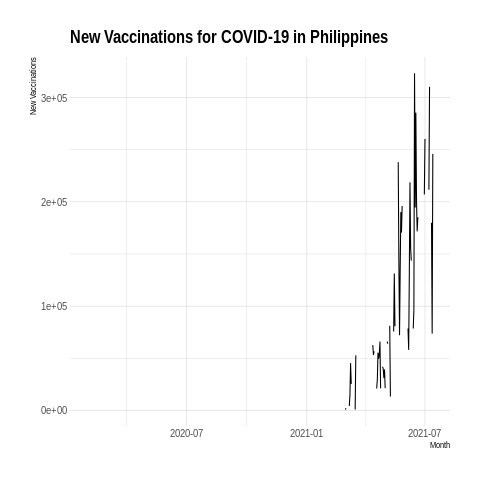 New Vaccinations for COVID-19 in Philippines
New Vaccinations
3e+05
2e+05
1e+05
0e+00
2020-07
2021-01
2021-07
Month